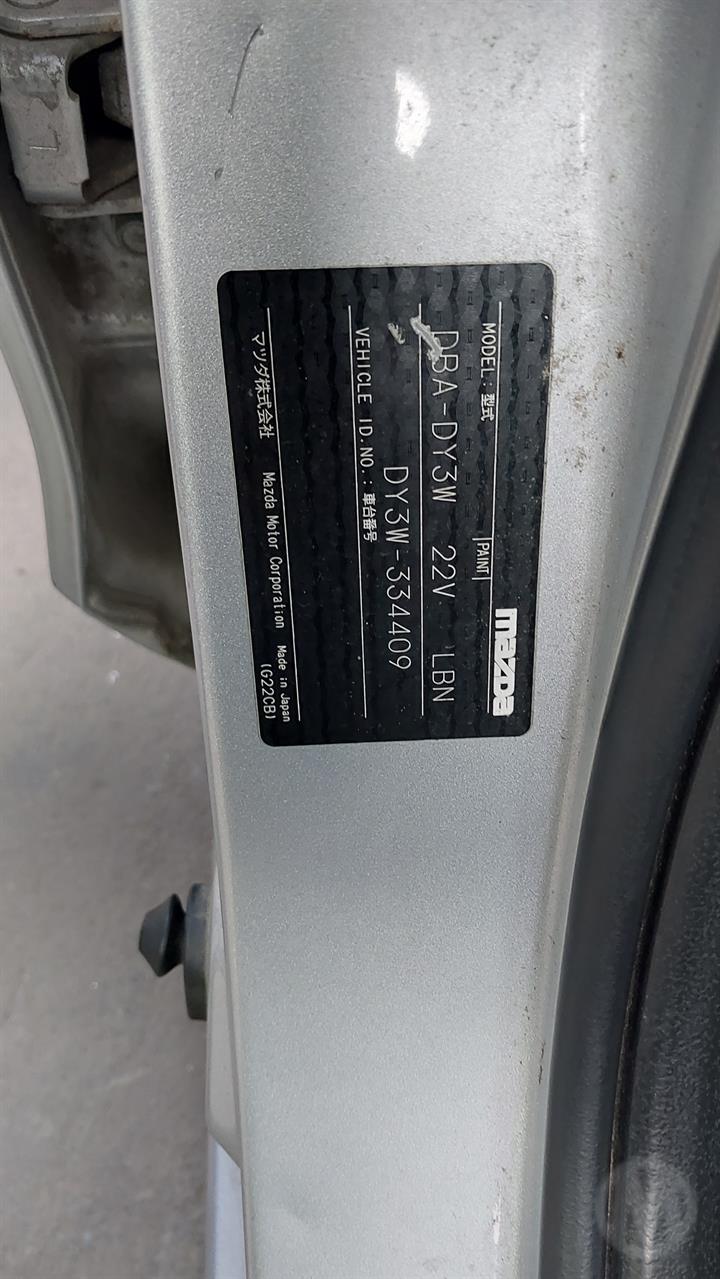 mazDa
MODEL:型式 |PAINT|
DBA-DY3W 22V LBN
DY3W-334409
VEHICLE ID.NO.:車台番号
マツダ株式会社 Mazda Motor Corporation Made in Japan
(G22CB)